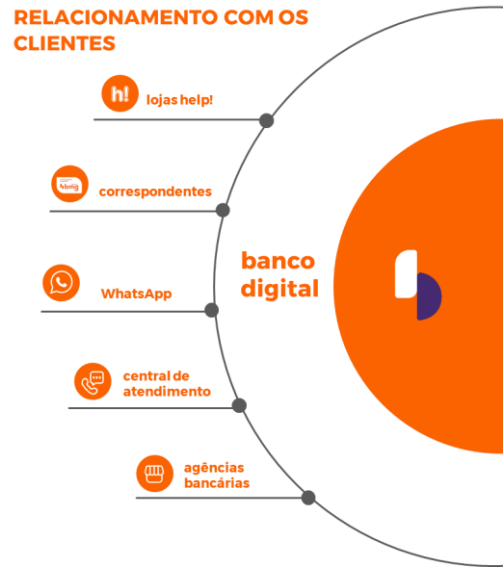 RELACIONAMENTO COM OS
CLIENTES
h!
lojas help!
correspondentes
WhatsApp
banco
digital
central de
atendimento
agências
bancárias